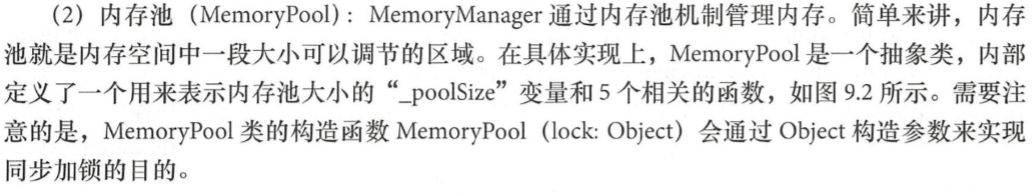 （2）内存池（MemoryPool）：MemoryManager 通过内存池机制管理内存。简单来讲，内存
池就是内存空间中一段大小可以调节的区域。在具体实现上，MemoryPool 是一个抽象类，内部
定义了一个用来表示内存池大小的“_poolSize”变量和 5 个相关的函数，如图 9.2 所示。需要注
意的是，MemoryPool 类的构造函数 MemoryPool（lock: Object）会通过 Object 构造参数来实现
同步加锁的目的。